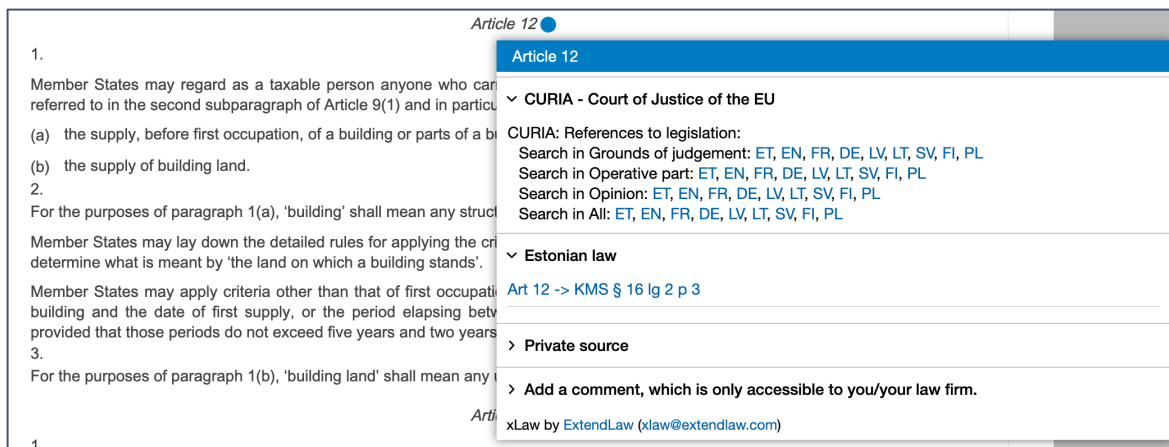 Article 12
1.
Member States may regard as a taxable person anyone who
referred to in the second subparagraph of Article 9(1) and in
(a) the supply, before first occupation, of a building or parts of a
(b) the supply of building land.
2.
For the purposes of paragraph 1(a), ‘building’ shall mean any
Member States may lay down the detailed rules for applying the
determine what is meant by ‘the land on which a building stands’.
Member States may apply criteria other than that of first
building and the date of first supply, or the period elapsing
provided that those periods do not exceed five years and two years
3.
For the purposes of paragraph 1(b), ‘building land’ shall mean any
1.
Article 12
CURIA - Court of Justice of the EU
CURIA: References to legislation:
Search in Grounds of judgement: ET, EN, FR, DE, LV, LT, SV, FI, PL
Search in Operative part: ET, EN, FR, DE, LV, LT, SV, FI, PL
Search in Opinion: ET, EN, FR, DE, LV, LT, SV, FI, PL
Search in All: ET, EN, FR, DE, LV, LT, SV, FI, PL
Estonian law
Art 12 -> KMS § 16 lg 2 p 3
Private source
Add a comment, which is only accessible to you/your law firm.
xLaw by ExtendLaw (xlaw@extendlaw.com)